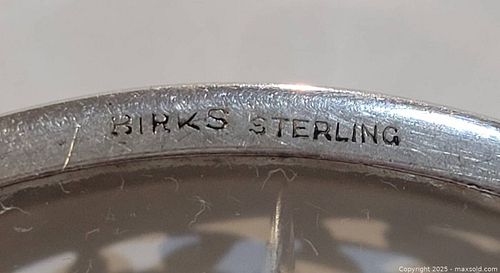 BIRKS STERLING
Copyright 2025 - maxsold.com